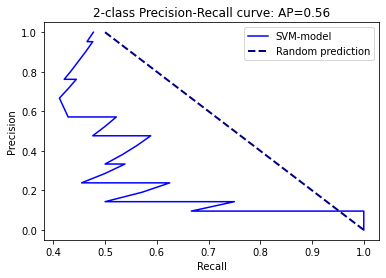 2-class Precision-Recall curve: AP=0.56
SVM-model
Random prediction
Precision
1.0
0.8
0.6
0.4
0.2
0.0
0.4 0.5 0.6 0.7 0.8 0.9 1.0
Recall